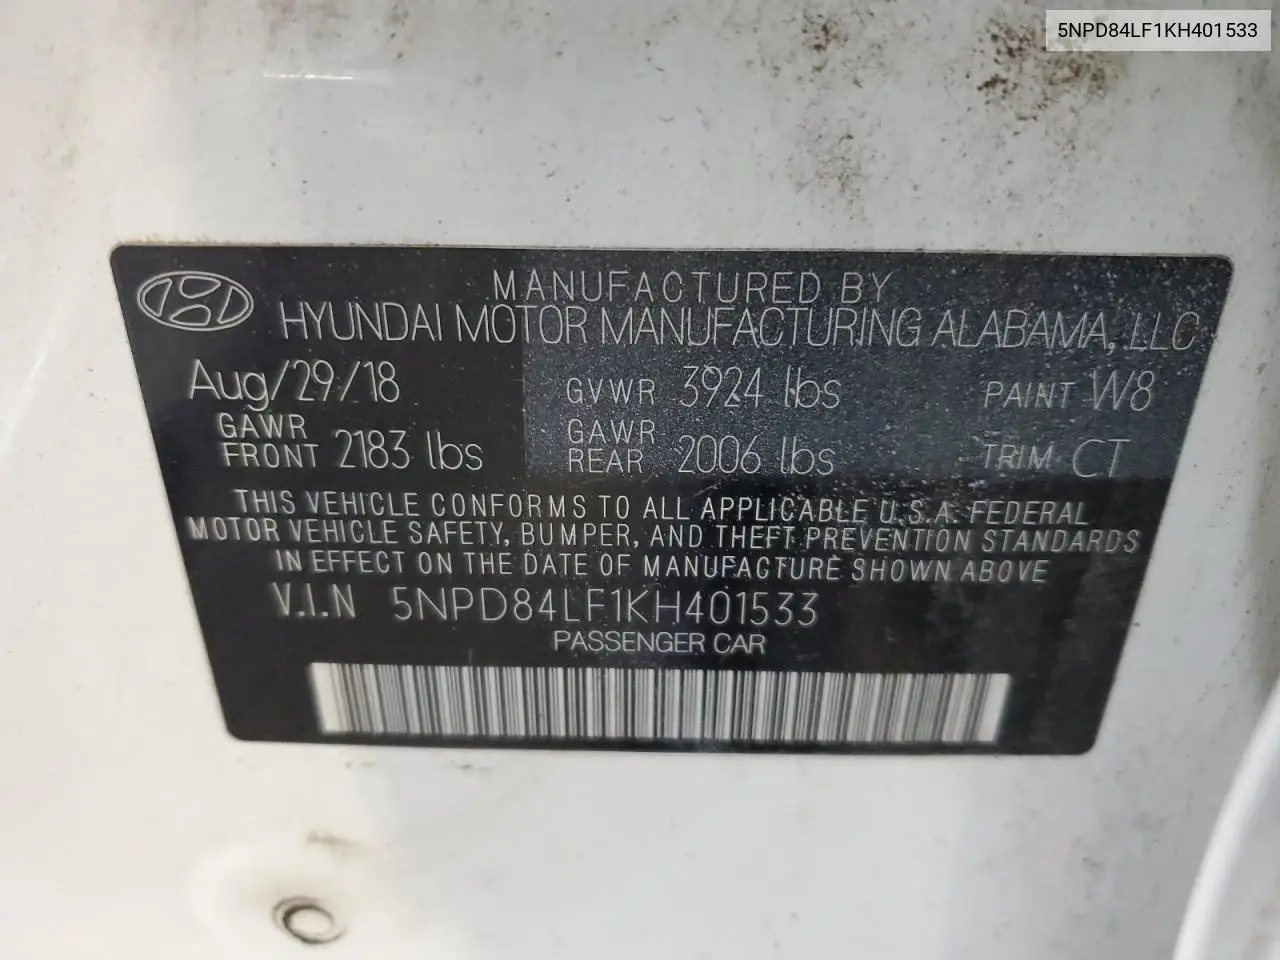 5NPD84LF1KH401533
MANUFACTURED BY
HYUNDAI MOTOR MANUFACTURING ALABAMA, LLC
Aug/29/18 GVWR 3924 lbs PAINT W8
GAWR FRONT 2183 lbs GAWR REAR 2006 lbs TRIM CT
THIS VEHICLE CONFORMS TO ALL APPLICABLE U.S.A. FEDERAL
MOTOR VEHICLE SAFETY, BUMPER, AND THEFT PREVENTION STANDARDS
IN EFFECT ON THE DATE OF MANUFACTURE SHOWN ABOVE
V.I.N 5NPD84LF1KH401533
PASSENGER CAR